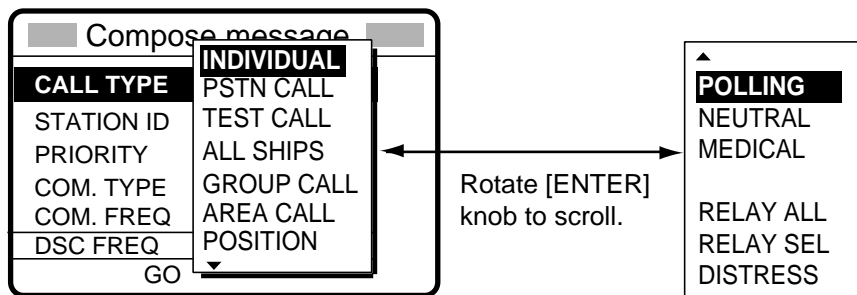 Compose message
CALL TYPE
STATION ID
PRIORITY
COM. TYPE
COM. FREQ
DSC FREQ
GO
INDIVIDUAL
PSTN CALL
TEST CALL
ALL SHIPS
GROUP CALL
AREA CALL
POSITION
Rotate [ENTER]
knob to scroll.
POLLING
NEUTRAL
MEDICAL
RELAY ALL
RELAY SEL
DISTRESS